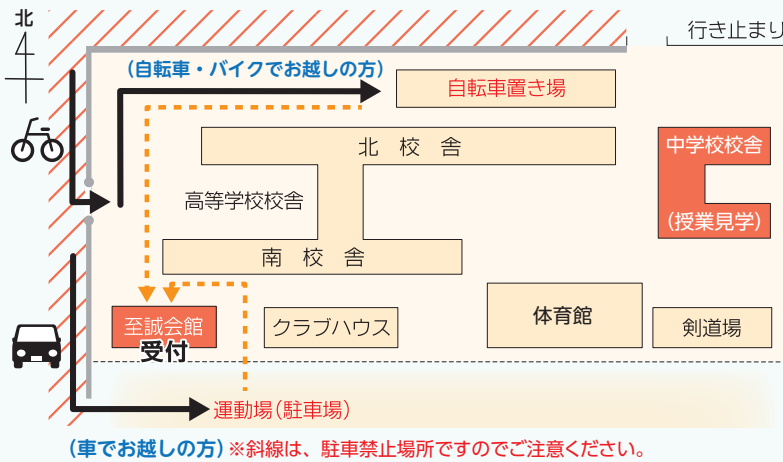 北
行き止まり
(自転車・バイクでお越しの方)
自転車置き場
北校舎
中学校校舎
高等学校校舎
(授業見学)
南校舎
至誠会館
受付
クラブハウス
体育館
剣道場
運動場(駐車場)
(車でお越しの方)※斜線は、駐車禁止場所ですのでご注意ください。